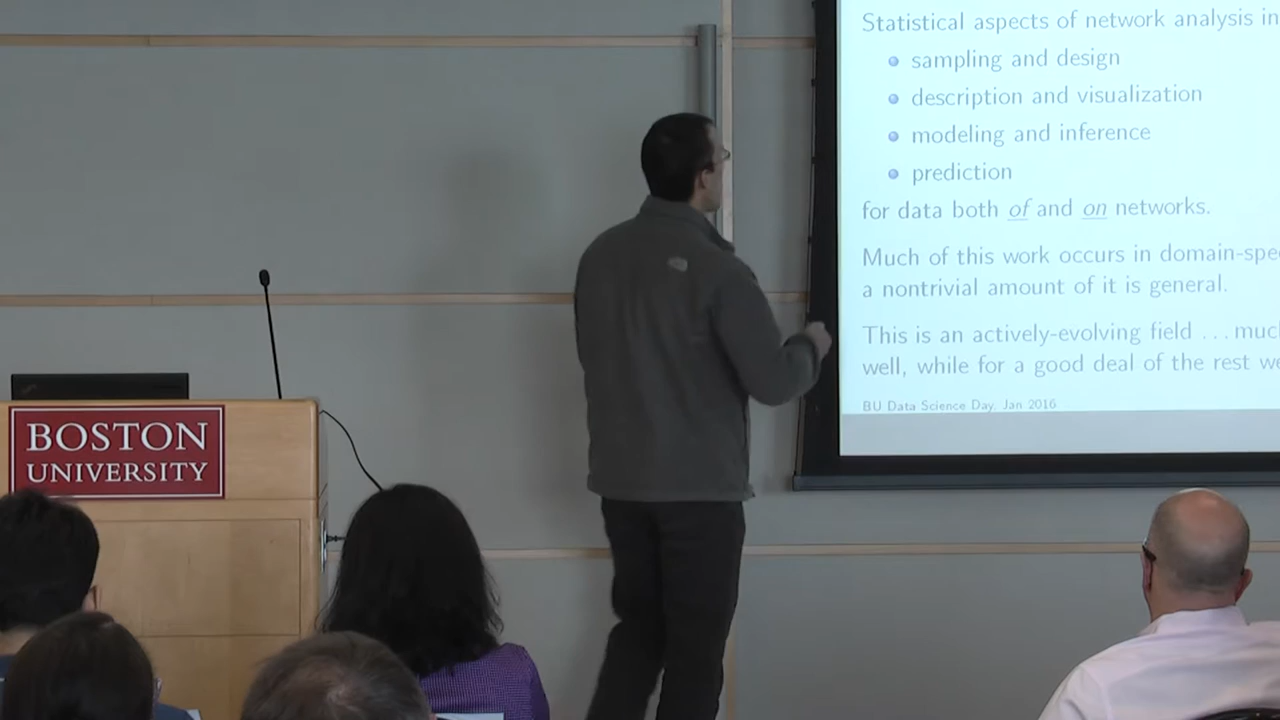 Statistical aspects of network analysis in
sampling and design
description and visualization
modeling and inference
prediction
for data both of and on networks.
Much of this work occurs in domain-spe
a nontrivial amount of it is general.
This is an actively-evolving field ... muc
well, while for a good deal of the rest we
BU Data Science Day, Jan 2016
BOSTON
UNIVERSITY